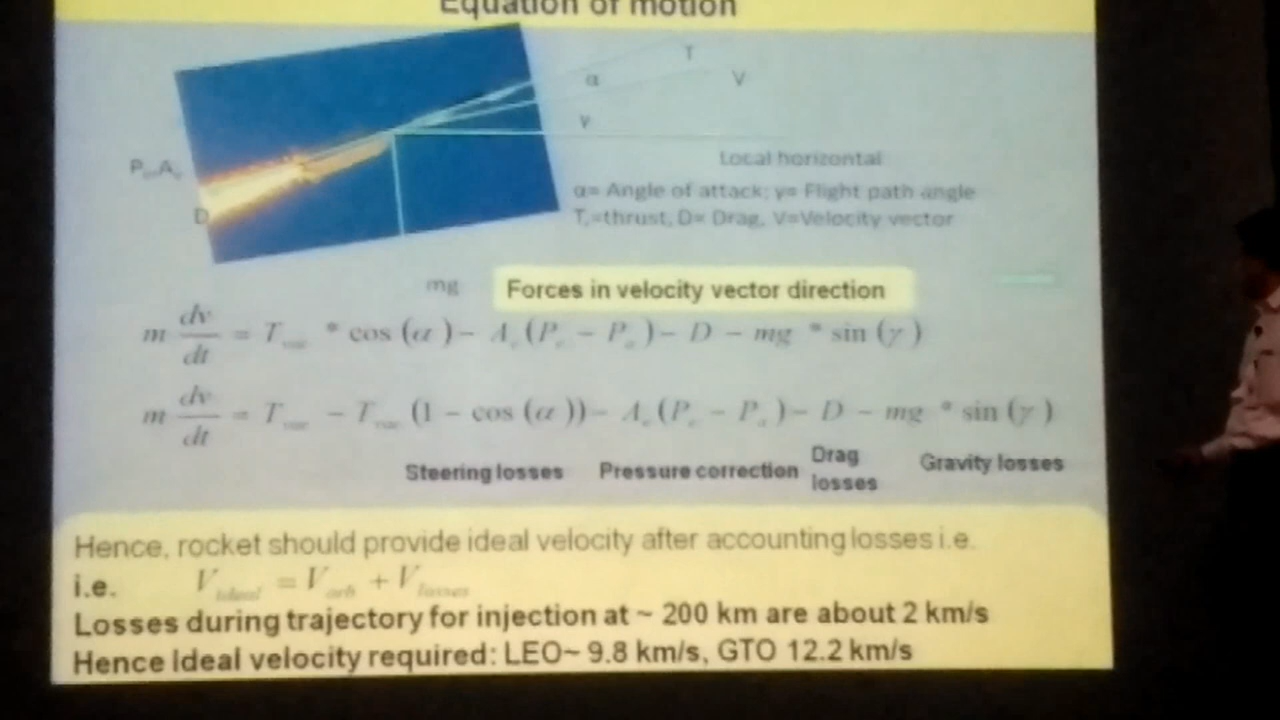 Equation of motion
T
α
V
γ
Local horizontal
α= Angle of attack; γ= Flight path angle
T,=thrust, D= Drag, V=Velocity vector
D
mg
Forces in velocity vector direction
m dv/dt = T * cos (α) – A (P – P) – D – mg * sin (γ)
m dv/dt = T – T (1 – cos (α)) – A (P – P) – D – mg * sin (γ)
Steering losses Pressure correction Drag losses Gravity losses
Hence, rocket should provide ideal velocity after accounting losses i.e.
i.e. V ideal = V orb + V losses
Losses during trajectory for injection at ~ 200 km are about 2 km/s
Hence Ideal velocity required: LEO~ 9.8 km/s, GTO 12.2 km/s